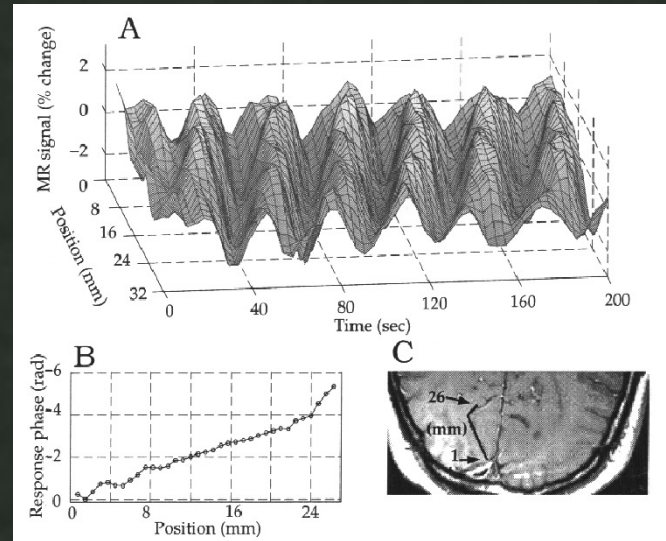 A
MR signal (% change)
2
0
−2
0
8
16
24
32
Position (mm)
0
40
80
120
160
200
Time (sec)
B
Response phase (rad)
−6
−4
−2
0
0
8
16
24
Position (mm)
C
26
(mm)
1